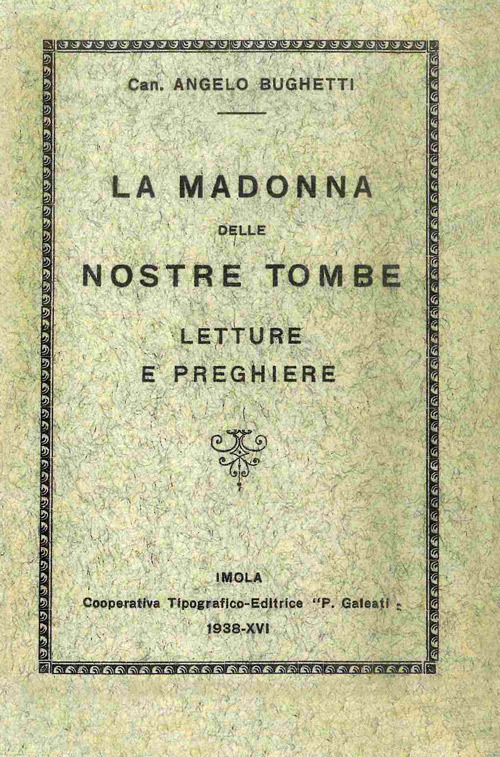 Can. ANGELO BUGHETTI
LA MADONNA
DELLE
NOSTRE TOMBE
LETTURE
E PREGHIERE
IMOLA
Cooperativa Tipografico-Editrice "P. Galeati„
1938-XVI